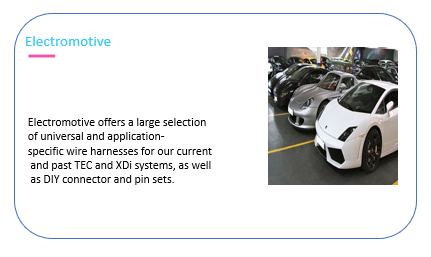 Electromotive
Electromotive offers a large selection
of universal and application-
specific wire harnesses for our current
and past TEC and XDi systems, as well
as DIY connector and pin sets.